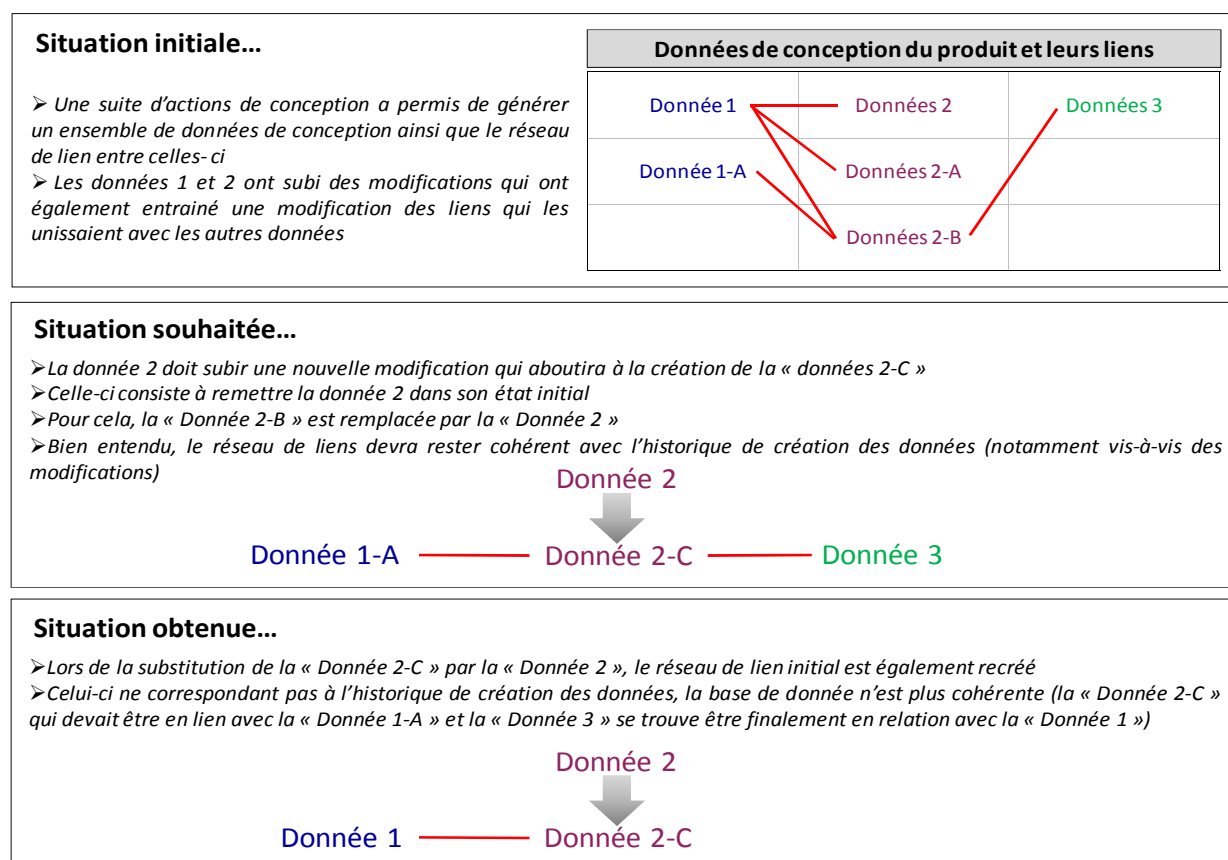 Situation initiale…
➢ Une suite d'actions de conception a permis de générer
un ensemble de données de conception ainsi que le réseau
de lien entre celles- ci
➢ Les données 1 et 2 ont subi des modifications qui ont
également entrainé une modification des liens qui les
unissaient avec les autres données
Données de conception du produit et leurs liens
Donnée 1 Données 2 Données 3
Donnée 1-A Données 2-A
Données 2-B
Situation souhaitée…
➢La donnée 2 doit subir une nouvelle modification qui aboutira à la création de la « données 2-C »
➢Celle-ci consiste à remettre la donnée 2 dans son état initial
➢Pour cela, la « Donnée 2-B » est remplacée par la « Donnée 2 »
➢Bien entendu, le réseau de liens devra rester cohérent avec l'historique de création des données (notamment vis-à-vis des
modifications)
Donnée 2
Donnée 1-A Donnée 2-C Donnée 3
Situation obtenue…
➢Lors de la substitution de la « Donnée 2-C » par la « Donnée 2 », le réseau de lien initial est également recréé
➢Celui-ci ne correspondant pas à l'historique de création des données, la base de donnée n'est plus cohérente (la « Donnée 2-C »
qui devait être en lien avec la « Donnée 1-A » et la « Donnée 3 » se trouve être finalement en relation avec la « Donnée 1 »)
Donnée 2
Donnée 1 Donnée 2-C